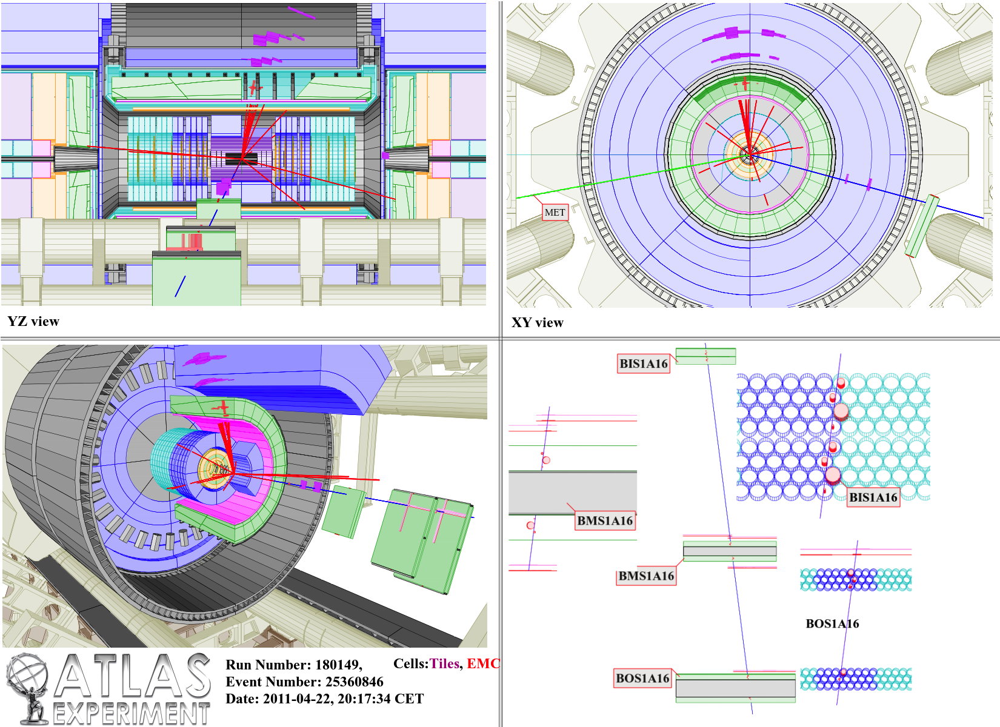 YZ view
MET
XY view
BIS1A16
BIS1A16
BMS1A16
BMS1A16
BOS1A16
BOS1A16
ATLAS
EXPERIMENT
Run Number: 180149,
Event Number: 25360846
Date: 2011-04-22, 20:17:34 CET
Cells:Tiles, EMC